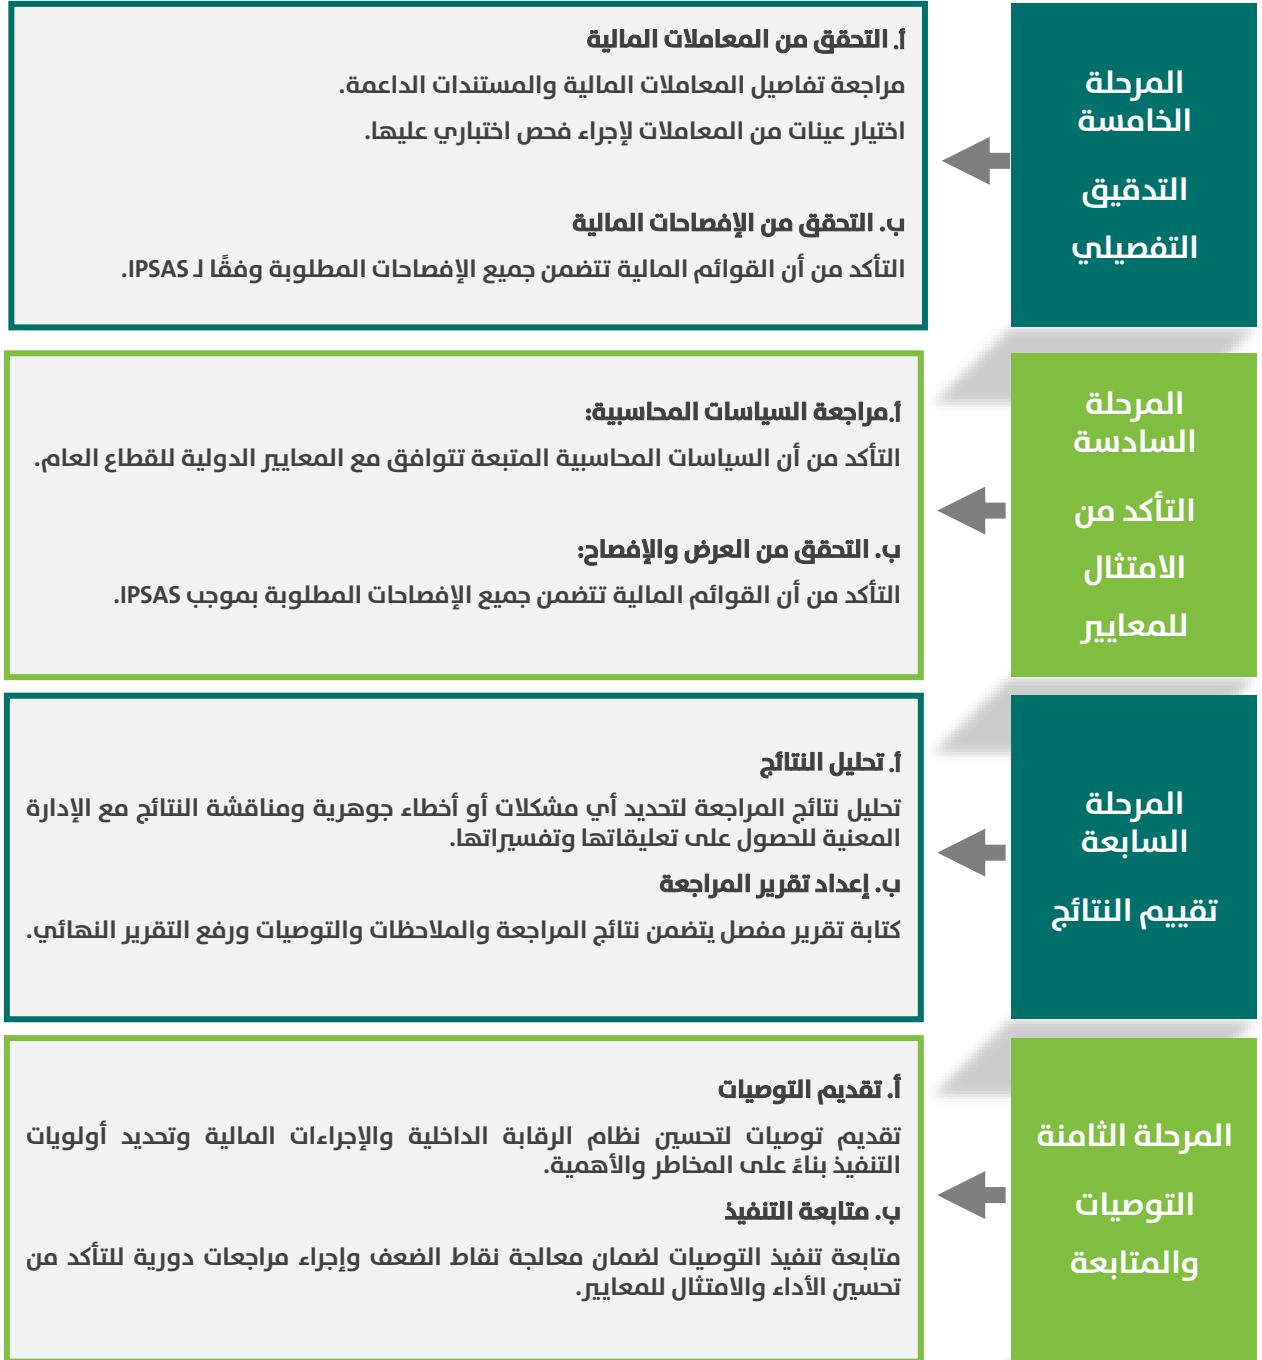 المرحلة
الخامسة
التدقيق
التفصيلي
أ. التحقق من المعاملات المالية
مراجعة تفاصيل المعاملات المالية والمستندات الداعمة.
اختيار عينات من المعاملات لإجراء فحص اختباري عليها.
ب. التحقق من الإفصاحات المالية
التأكد من أن القوائم المالية تتضمن جميع الإفصاحات المطلوبة وفقًا لـ IPSAS.
المرحلة
السادسة
التأكد من
الامتثال
للمعايير
أ.مراجعة السياسات المحاسبية:
التأكد من أن السياسات المحاسبية المتبعة تتوافق مع المعايير الدولية للقطاع العام.
ب. التحقق من العرض والإفصاح:
التأكد من أن القوائم المالية تتضمن جميع الإفصاحات المطلوبة بموجب IPSAS.
المرحلة
السابعة
تقييم النتائج
أ. تحليل النتائج
تحليل نتائج المراجعة لتحديد أي مشكلات أو أخطاء جوهرية ومناقشة النتائج مع الإدارة
المعنية للحصول على تعليقاتها وتفسيراتها.
ب. إعداد تقرير المراجعة
كتابة تقرير مفصل يتضمن نتائج المراجعة والملاحظات والتوصيات ورفع التقرير النهائي.
المرحلة الثامنة
التوصيات
والمتابعة
أ. تقديم التوصيات
تقديم توصيات لتحسين نظام الرقابة الداخلية والإجراءات المالية وتحديد أولويات
التنفيذ بناءً على المخاطر والأهمية.
ب. متابعة التنفيذ
متابعة تنفيذ التوصيات لضمان معالجة نقاط الضعف وإجراء مراجعات دورية للتأكد من
تحسين الأداء والامتثال للمعايير.